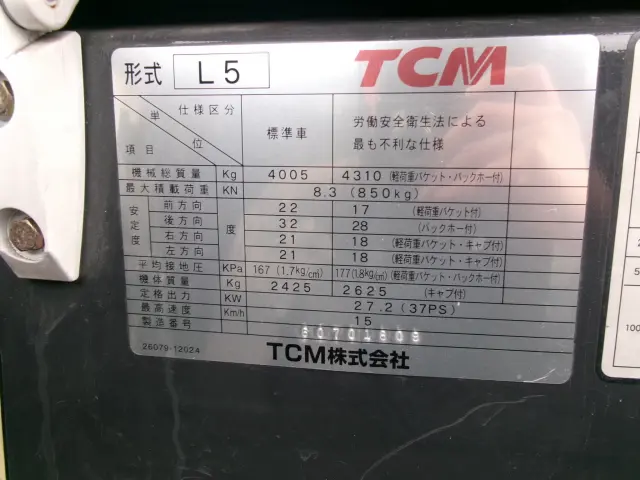 形式 L5 TCM
仕様区分
単位
項目
標準車
労働安全衛生法による
最も不利な仕様
機械総質量 Kg 4005 4310 (軽荷重バケット・バックホー付)
最大積載荷重 KN 8.3 (850kg)
安定度 前方向 度 22 17 (軽荷重バケット付)
後方向 32 28 (バックホー付)
右方向 21 18 (軽荷重バケット・キャブ付)
左方向 21 18 (軽荷重バケット・キャブ付)
平均接地圧 KPa 167 (1.7kg/cm²) 177(1.8kg/cm²) (軽荷重バケット・バックホー付)
機体質量 Kg 2425 2625 (キャブ付)
定格出力 KW 27.2 (37PS)
最高速度 Km/h 15
製造番号
26079-12024
TCM株式会社
100